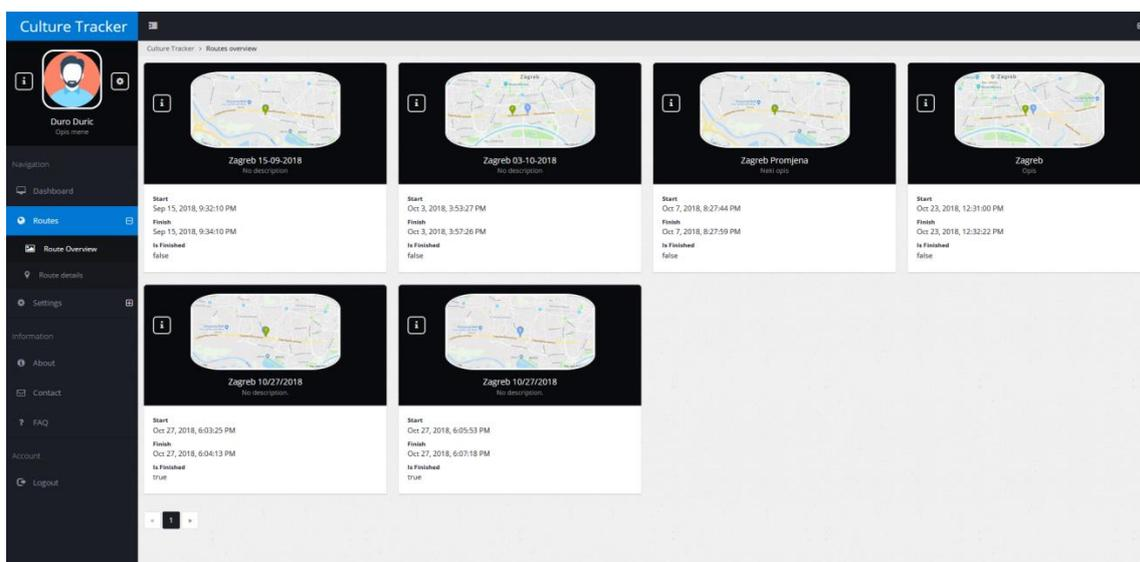 Culture Tracker
Duro Duric
Opis mene
Navigation
Dashboard
Routes
Route Overview
Route details
Settings
Information
About
Contact
FAQ
Account
Logout
Culture Tracker > Routes overview
Zagreb 15-09-2018
No description
Start
Sep 15, 2018, 9:32:10 PM
Finish
Sep 15, 2018, 9:34:10 PM
Is Finished
false
Zagreb
Zagreb 03-10-2018
No description
Start
Oct 3, 2018, 3:53:27 PM
Finish
Oct 3, 2018, 3:57:26 PM
Is Finished
false
Zagreb Promjena
Neki opis
Start
Oct 7, 2018, 8:27:44 PM
Finish
Oct 7, 2018, 8:27:59 PM
Is Finished
false
Zagreb
Zagreb
Opis
Start
Oct 23, 2018, 12:31:00 PM
Finish
Oct 23, 2018, 12:32:22 PM
Is Finished
false
Zagreb 10/27/2018
No description.
Start
Oct 27, 2018, 6:03:25 PM
Finish
Oct 27, 2018, 6:04:13 PM
Is Finished
true
Zagreb 10/27/2018
No description.
Start
Oct 27, 2018, 6:05:53 PM
Finish
Oct 27, 2018, 6:07:18 PM
Is Finished
true
« 1 »